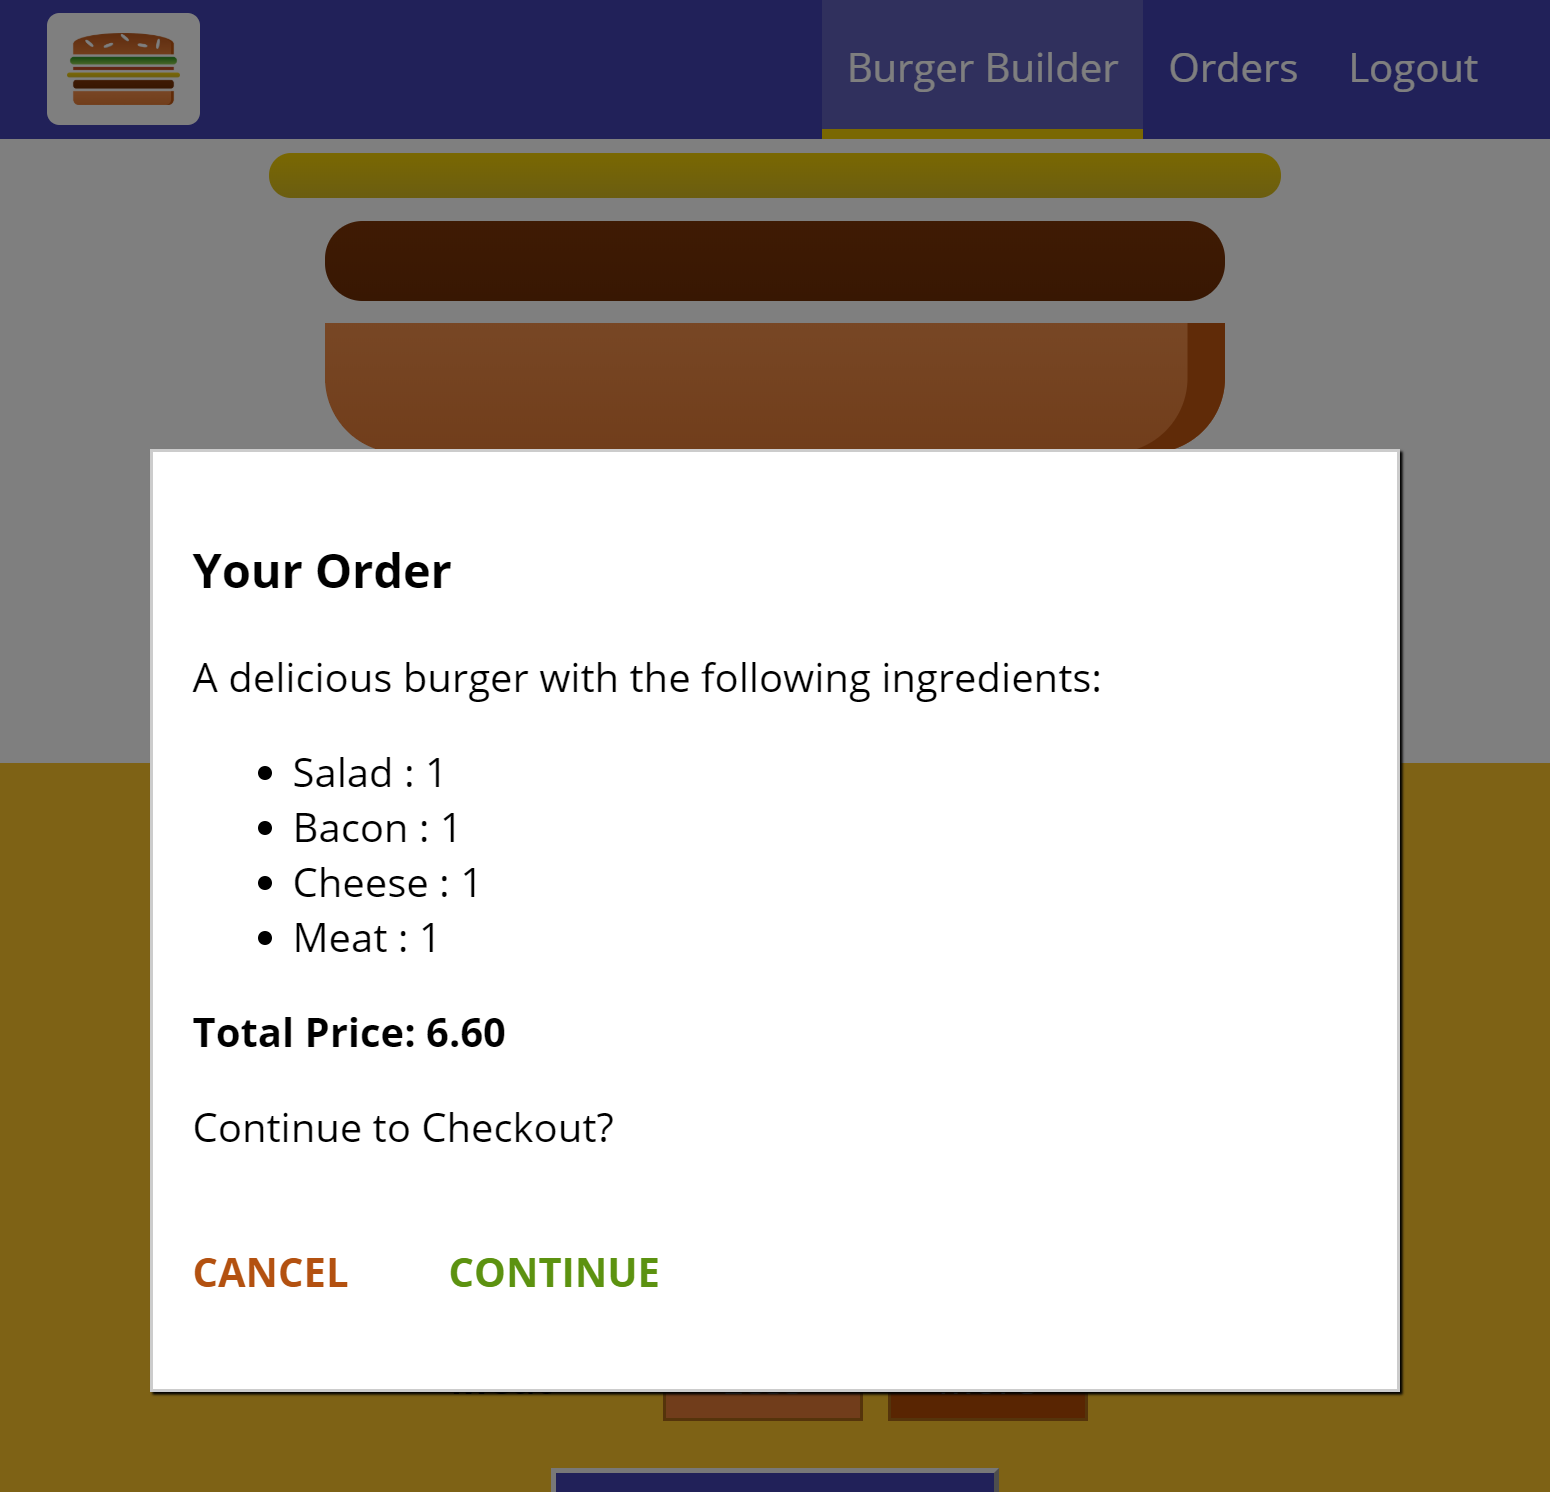 Burger Builder Orders Logout
Your Order
A delicious burger with the following ingredients:
Salad : 1
Bacon : 1
Cheese : 1
Meat : 1
Total Price: 6.60
Continue to Checkout?
CANCEL CONTINUE